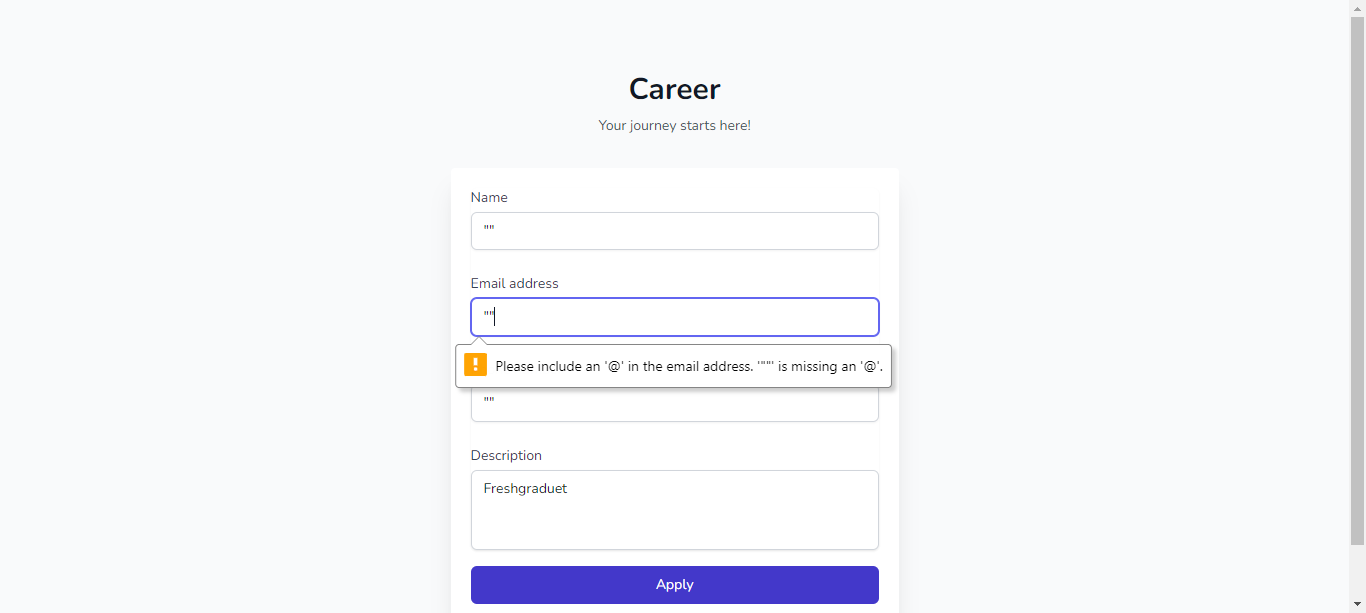 Career
Your journey starts here!
Name
""
Email address
""
Please include an '@' in the email address. '""' is missing an '@'.
""
Description
Freshgraduet
Apply